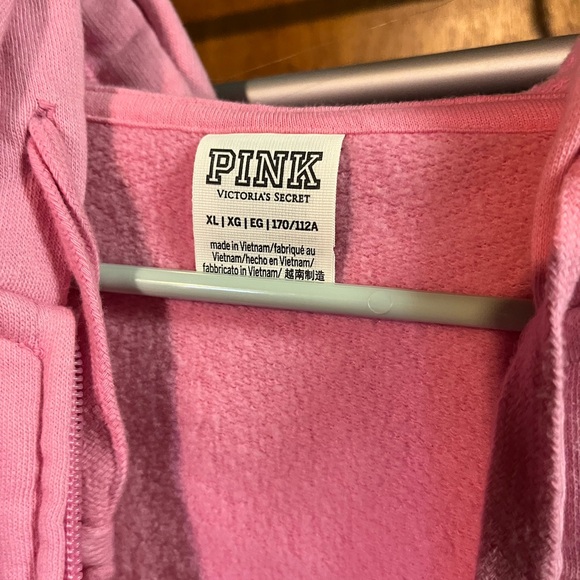 PINK
VICTORIA'S SECRET
XL | XG | EG | 170/112A
made in Vietnam/fabriqué au
Vietnam/hecho en Vietnam/
fabbricato in Vietnam/ 越南制造